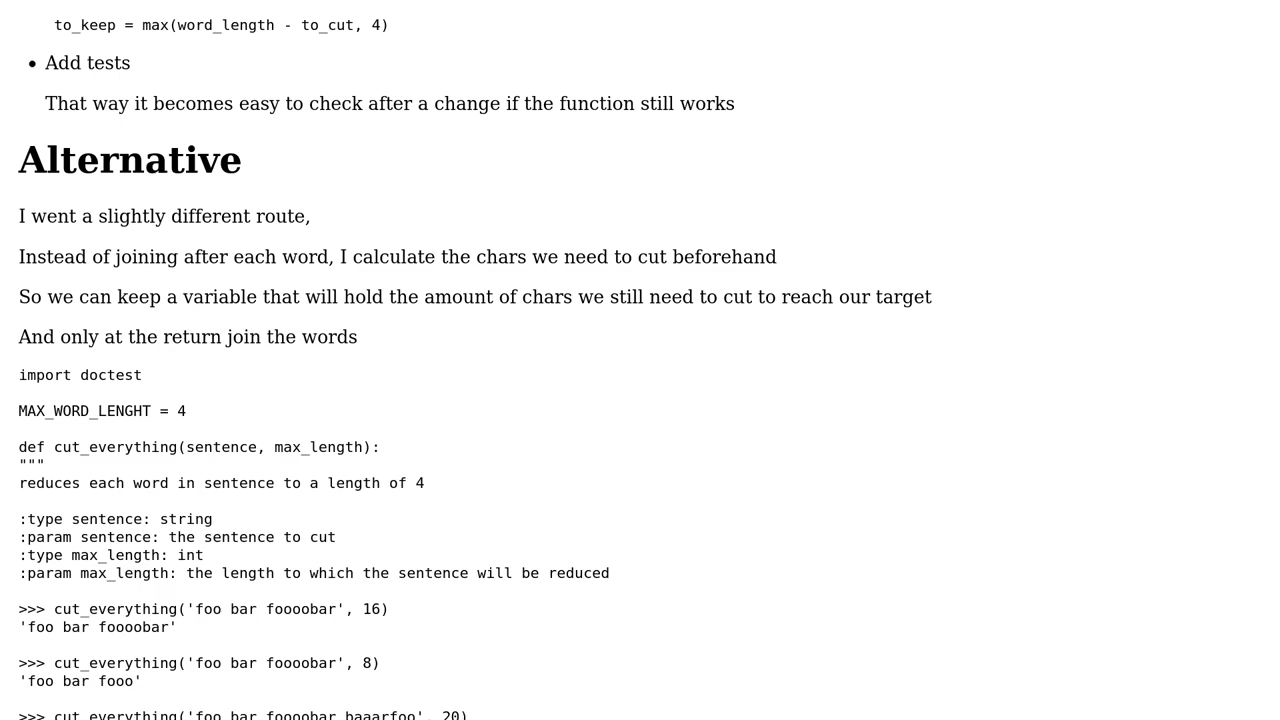 to_keep = max(word_length - to_cut, 4)
• Add tests
That way it becomes easy to check after a change if the function still works
Alternative
I went a slightly different route,
Instead of joining after each word, I calculate the chars we need to cut beforehand
So we can keep a variable that will hold the amount of chars we still need to cut to reach our target
And only at the return join the words
import doctest
MAX_WORD_LENGHT = 4
def cut_everything(sentence, max_length):
"""
reduces each word in sentence to a length of 4
:type sentence: string
:param sentence: the sentence to cut
:type max_length: int
:param max_length: the length to which the sentence will be reduced
>>> cut_everything('foo bar foooobar', 16)
'foo bar foooobar'
>>> cut_everything('foo bar foooobar', 8)
'foo bar fooo'
>>> cut_everything('foo bar foooobar baaarfoo', 20)